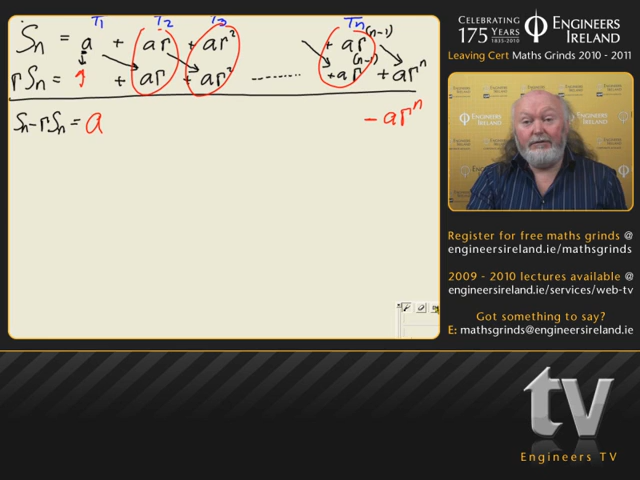 T₁ T₂ T₃ Tₙ
Sₙ = a + ar + ar² + ar⁽ⁿ⁻¹⁾
rSₙ = + ar + ar² -------- + ar⁽ⁿ⁻¹⁾ + arⁿ
Sₙ-rSₙ = a - arⁿ
CELEBRATING
175 YEARS
1835-2010
ENGINEERS
IRELAND
Leaving Cert Maths Grinds 2010 - 2011
Register for free maths grinds @
engineersireland.ie/mathsgrinds
2009 - 2010 lectures available @
engineersireland.ie/services/web-tv
Got something to say?
E: mathsgrinds@engineersireland.ie
tv
Engineers TV